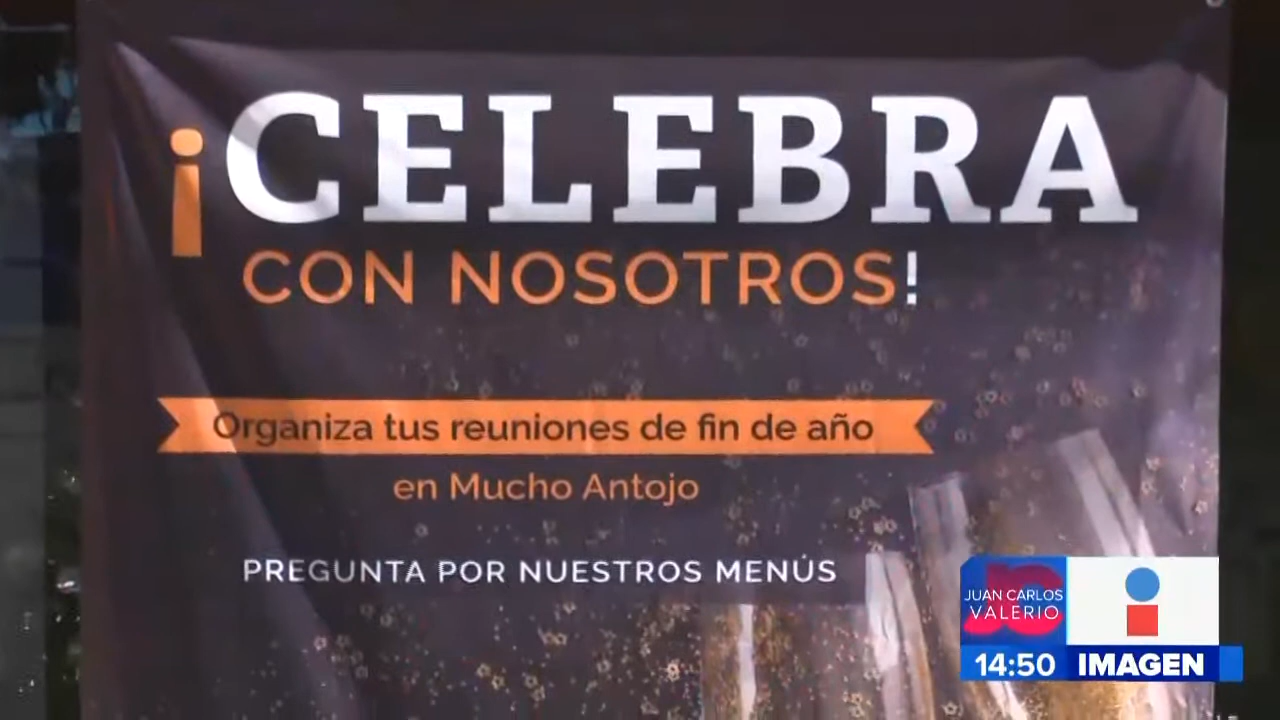 ¡CELEBRA
CON NOSOTROS!
Organiza tus reuniones de fin de año
en Mucho Antojo
PREGUNTA POR NUESTROS MENÚS
JUAN CARLOS
VALERIO
14:50 IMAGEN